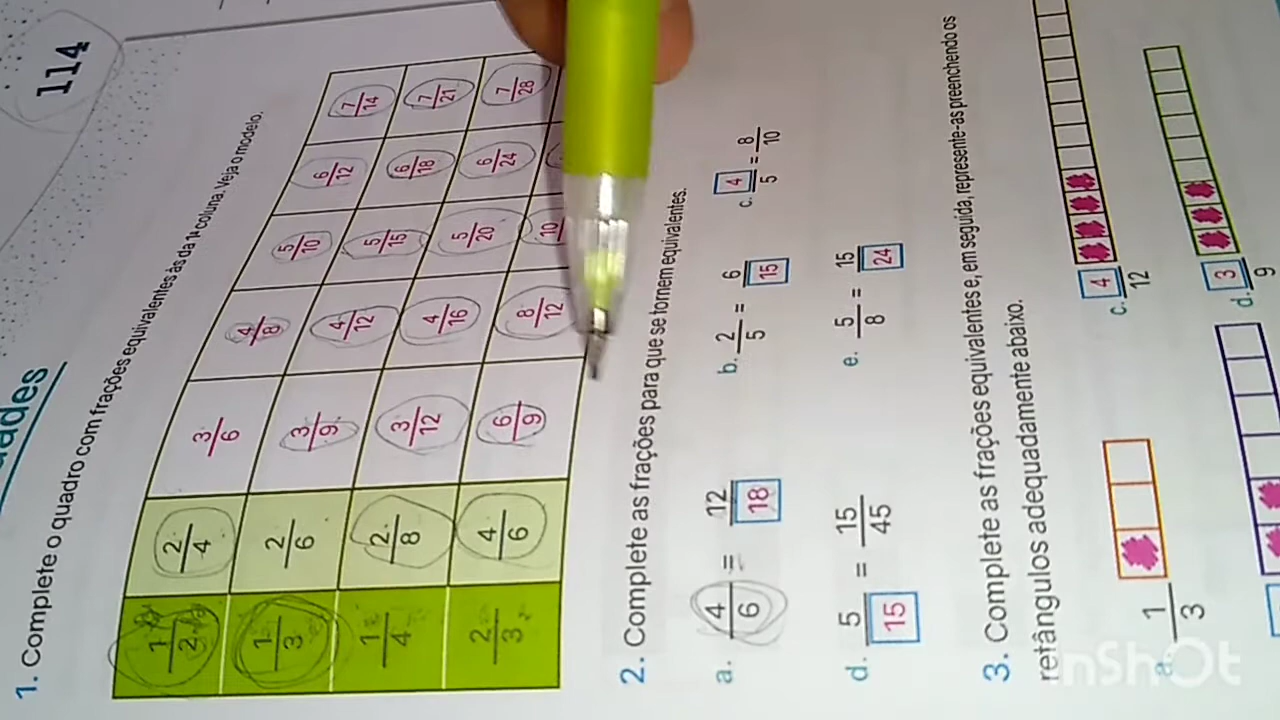 114
1. Complete o quadro com frações equivalentes às da 1ª coluna. Veja o modelo.
1/2 2/4 3/6 4/8 5/10 6/12 7/14
1/3 2/6 3/9 4/12 5/15 6/18 7/21
1/4 2/8 3/12 4/16 5/20 6/24 7/28
2/3 4/6 6/9 8/12 10
2. Complete as frações para que se tornem equivalentes.
a. 4/6 = 12/18 b. 2/5 = 6/15 c. 4/5 = 8/10
d. 5/15 = 15/45 e. 5/8 = 15/24
3. Complete as frações equivalentes e, em seguida, represente-as preenchendo os
retângulos adequadamente abaixo.
a. 1/3 c. 4/12
d. 3/9
InShOt